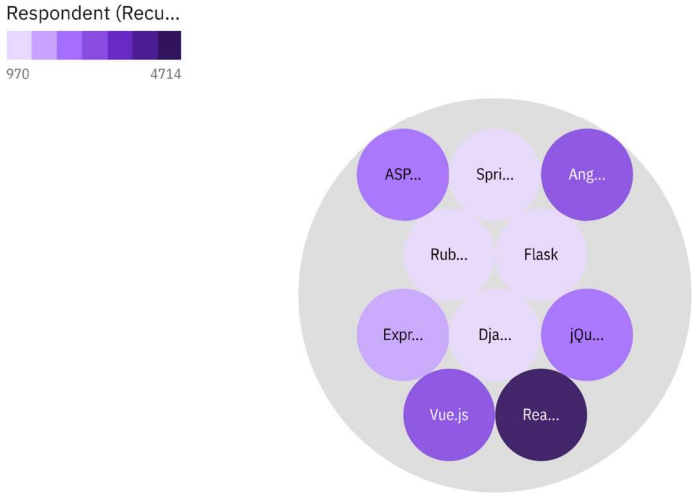 Respondent (Recu...
970 4714
ASP... Spri... Ang...
Rub... Flask
Expr... Dja... jQu...
Vue.js Rea...